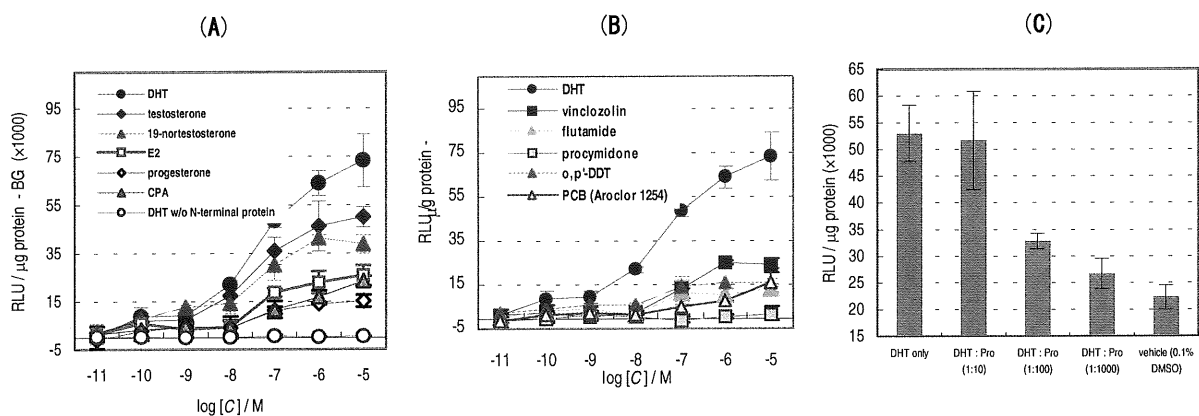 (A)
RLU / µg protein - BG (×1000)
95
75
55
35
15
-5
DHT
testosterone
19-nortestosterone
E2
progesterone
CPA
DHT w/o N-terminal protein
-11 -10 -9 -8 -7 -6 -5
log [C] / M
(B)
RLU/µg protein -
95
75
55
35
15
-5
DHT
vinclozolin
flutamide
procymidone
o,p'-DDT
PCB (Aroclor 1254)
-11 -10 -9 -8 -7 -6 -5
log [C] / M
(C)
RLU / µg protein (×1000)
65
60
55
50
45
40
35
30
25
20
15
DHT only
DHT : Pro
(1:10)
DHT : Pro
(1:100)
DHT : Pro
(1:1000)
vehicle (0.1%
DMSO)